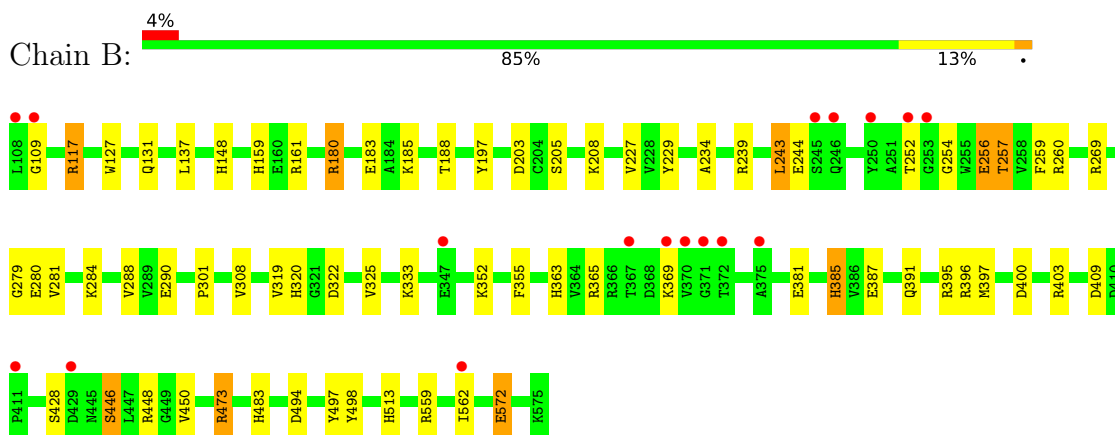 4%
Chain B:
85% 13% •
L108 G109 R117 W127 Q131 L137 H148 H159 E160 R161 R180 E183 A184 K185 T188 Y197 D203 C204 S205 K208 V227 V228 Y229 A234 R239 L243 E244 S245 Q246 Y250 A251 T252 G253 G254 W255 E256 T257 V258 F259 R260 R269
G279 E280 V281 K284 V288 V289 E290 P301 V308 V319 H320 G321 D322 V325 K333 E347 K352 F355 H363 V364 R365 R366 T367 D368 K369 V370 G371 T372 A375 E381 H385 V386 E387 Q391 R395 R396 M397 D400 R403 D409 D410
P411 S428 D429 N445 S446 L447 R448 G449 V450 R473 H483 D494 Y497 Y498 H513 R559 I562 E572 K575